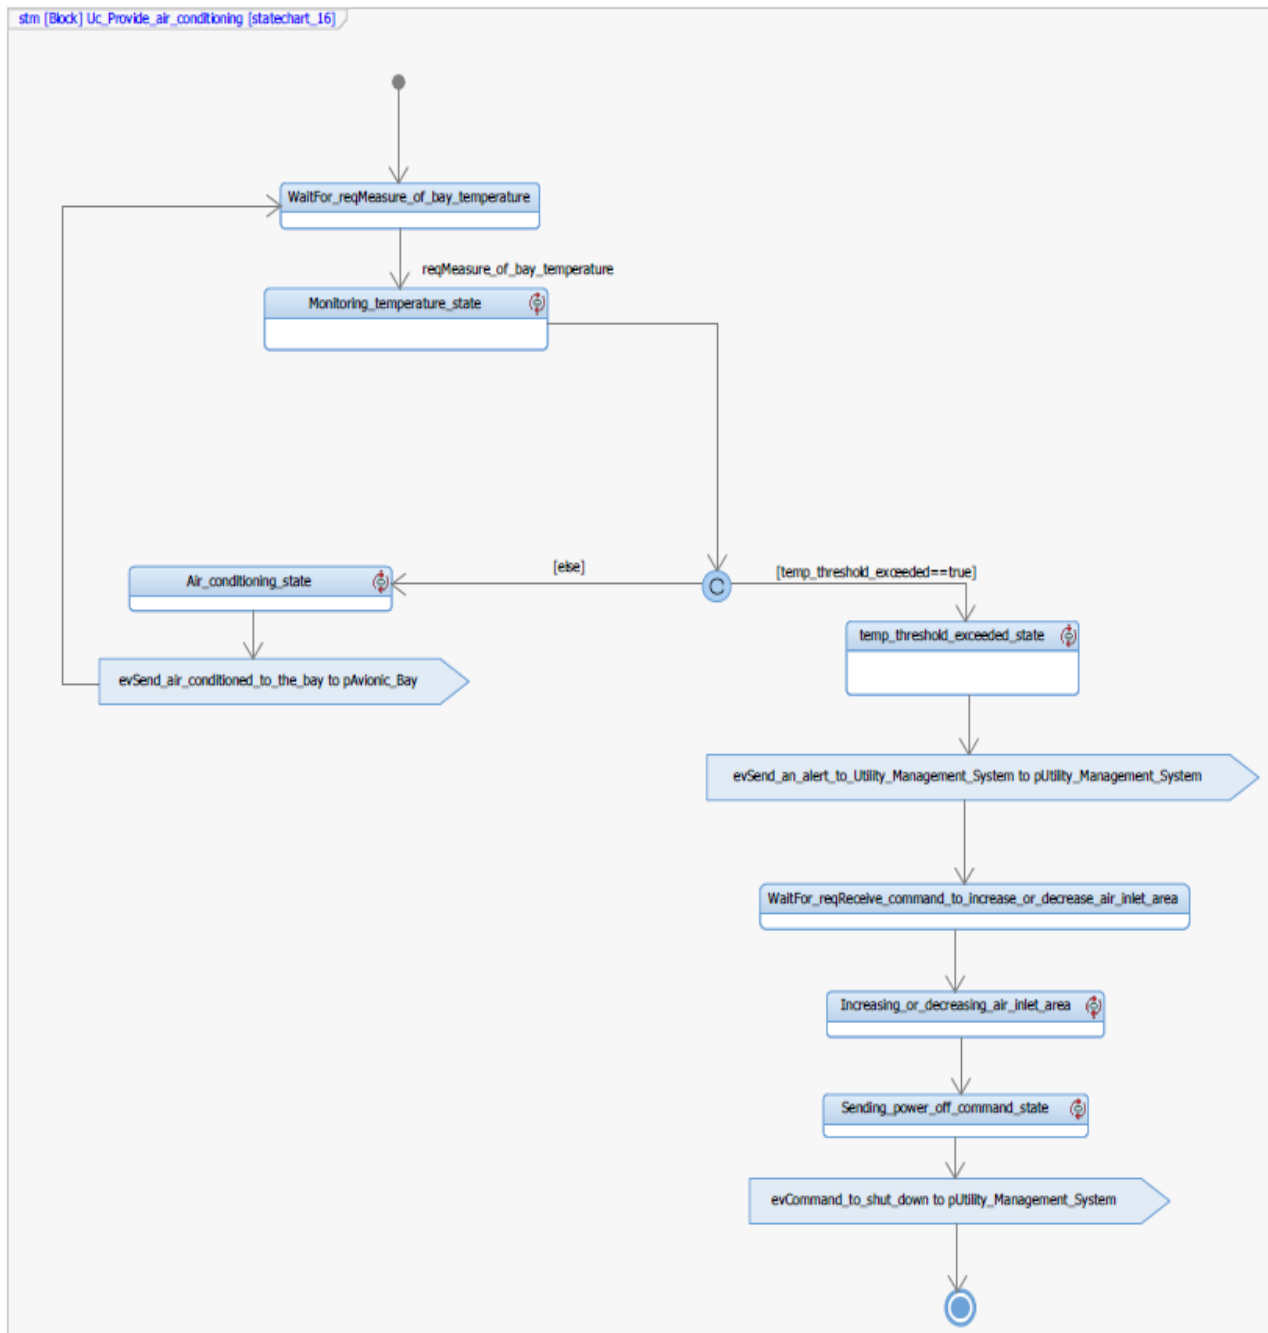 stm [Block] Uc_Provide_air_conditioning [statechart_16]
WaitFor_reqMeasure_of_bay_temperature
reqMeasure_of_bay_temperature
Monitoring_temperature_state
[else]
[temp_threshold_exceeded==true]
Air_conditioning_state
C
temp_threshold_exceeded_state
evSend_air_conditioned_to_the_bay to pAvionic_Bay
evSend_an_alert_to_Utility_Management_System to pUtility_Management_System
WaitFor_reqReceive_command_to_increase_or_decrease_air_inlet_area
Increasing_or_decreasing_air_inlet_area
Sending_power_off_command_state
evCommand_to_shut_down to pUtility_Management_System